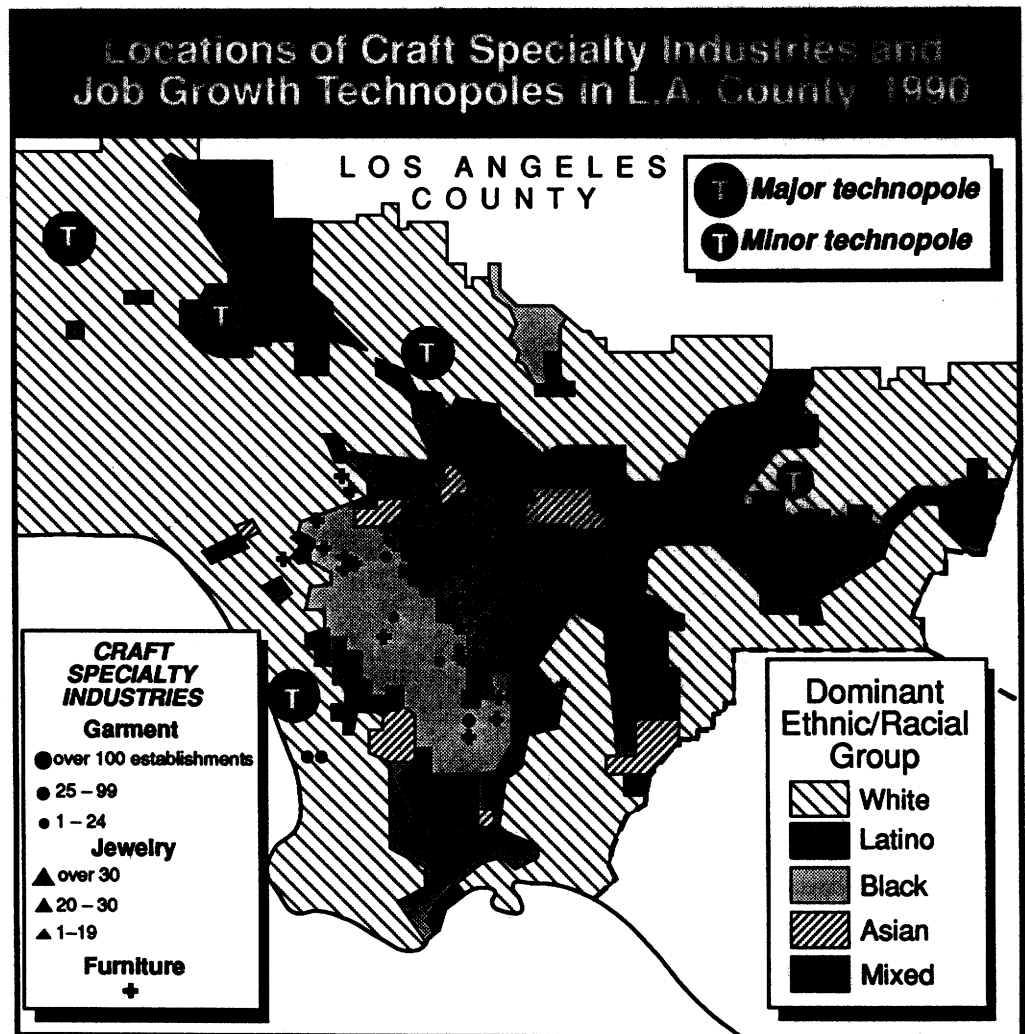 Locations of Craft Specialty Industries and
Job Growth Technopoles in L.A. County 1990
LOS ANGELES
COUNTY
T Major technopole
T Minor technopole
T
T
T
T
T
CRAFT
SPECIALTY
INDUSTRIES
Garment
over 100 establishments
25 – 99
1 – 24
Jewelry
over 30
20 – 30
1–19
Furniture
Dominant
Ethnic/Racial
Group
White
Latino
Black
Asian
Mixed